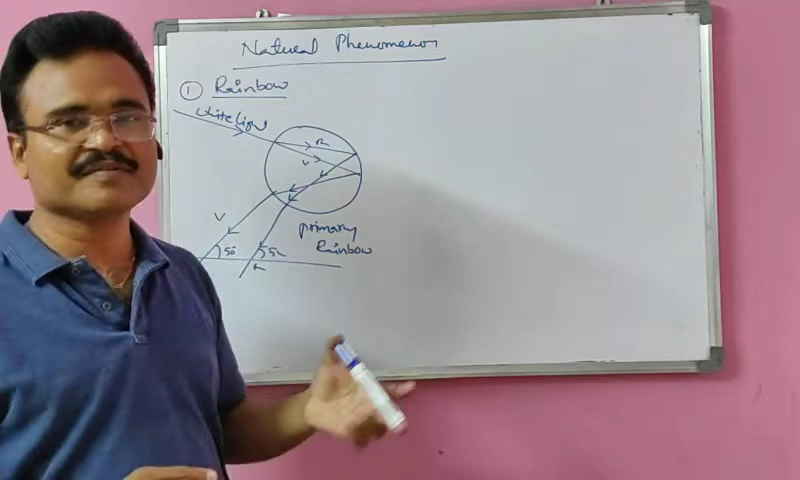 Natural Phenomenon
① Rainbow
white light
R
V
V
primary
Rainbow
50
52
R